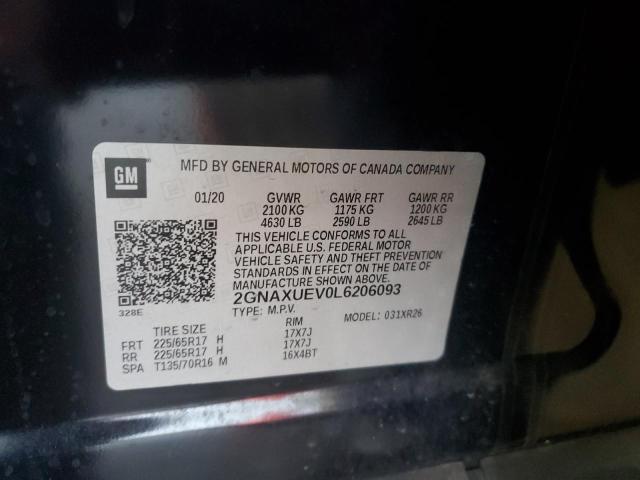 GM
MFD BY GENERAL MOTORS OF CANADA COMPANY
01/20 GVWR GAWR FRT GAWR RR
2100 KG 1175 KG 1200 KG
4630 LB 2590 LB 2645 LB
THIS VEHICLE CONFORMS TO ALL
APPLICABLE U.S. FEDERAL MOTOR
VEHICLE SAFETY AND THEFT PREVENTION
STANDARDS IN EFFECT ON THE DATE OF
MANUFACTURE SHOWN ABOVE.
2GNAXUEV0L6206093
328E
TYPE: M.P.V. MODEL: 031XR26
TIRE SIZE RIM
FRT 225/65R17 H 17X7J
RR 225/65R17 H 17X7J
SPA T135/70R16 M 16X4BT